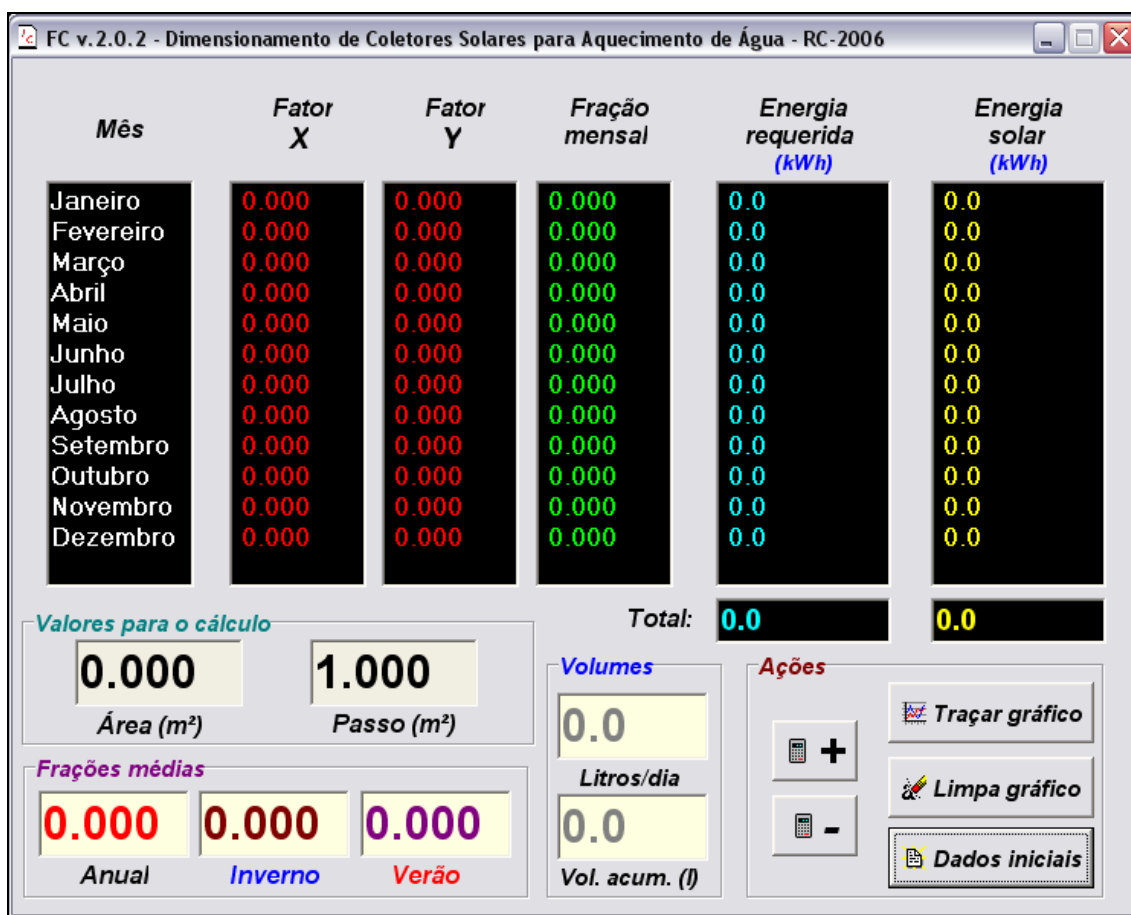 FC v.2.0.2 - Dimensionamento de Coletores Solares para Aquecimento de Água - RC-2006
Mês Fator X Fator Y Fração mensal Energia requerida (kWh) Energia solar (kWh)
Janeiro 0.000 0.000 0.000 0.0 0.0
Fevereiro 0.000 0.000 0.000 0.0 0.0
Março 0.000 0.000 0.000 0.0 0.0
Abril 0.000 0.000 0.000 0.0 0.0
Maio 0.000 0.000 0.000 0.0 0.0
Junho 0.000 0.000 0.000 0.0 0.0
Julho 0.000 0.000 0.000 0.0 0.0
Agosto 0.000 0.000 0.000 0.0 0.0
Setembro 0.000 0.000 0.000 0.0 0.0
Outubro 0.000 0.000 0.000 0.0 0.0
Novembro 0.000 0.000 0.000 0.0 0.0
Dezembro 0.000 0.000 0.000 0.0 0.0
Total: 0.0 0.0
Valores para o cálculo
0.000 1.000
Área (m²) Passo (m²)
Frações médias
0.000 0.000 0.000
Anual Inverno Verão
Volumes
0.0
Litros/dia
0.0
Vol. acum. (l)
Ações
+
-
Traçar gráfico
Limpa gráfico
Dados iniciais